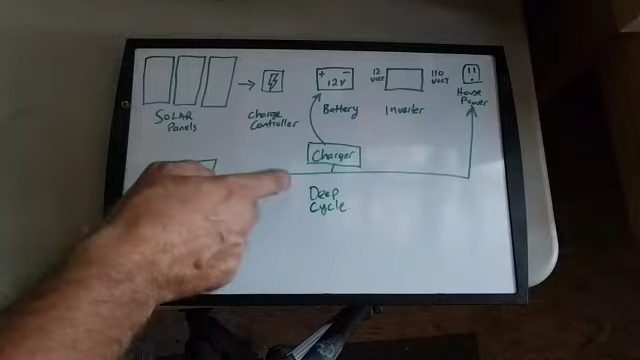 SOLAR
Panels
Charge
Controller
+ -
12V
Battery
12
VOLT
Inverter
110
VOLT
House
Power
Charger
Deep
Cycle